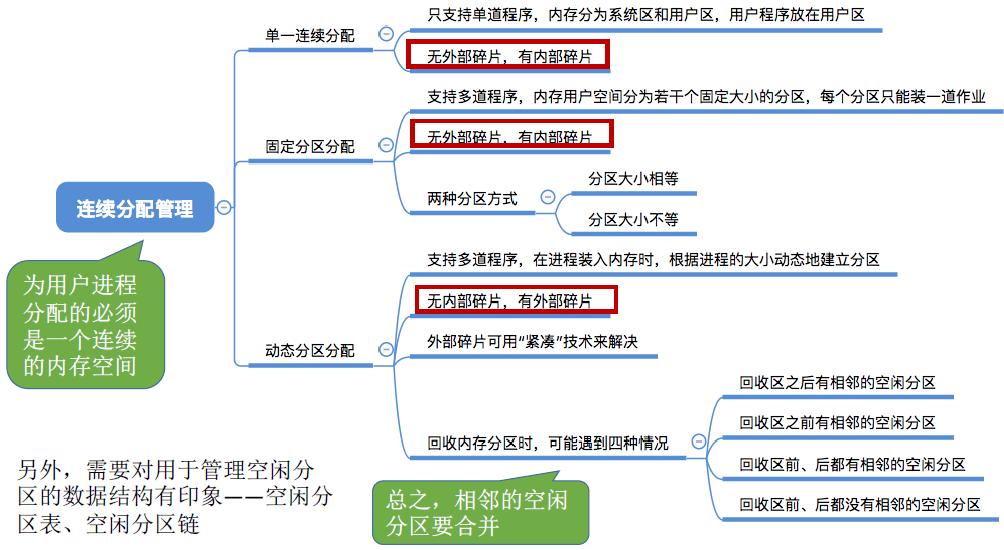 单一连续分配
只支持单道程序，内存分为系统区和用户区，用户程序放在用户区
无外部碎片，有内部碎片
固定分区分配
支持多道程序，内存用户空间分为若干个固定大小的分区，每个分区只能装一道作业
无外部碎片，有内部碎片
两种分区方式
分区大小相等
分区大小不等
连续分配管理
为用户进程
分配的必须
是一个连续
的内存空间
动态分区分配
支持多道程序，在进程装入内存时，根据进程的大小动态地建立分区
无内部碎片，有外部碎片
外部碎片可用“紧凑”技术来解决
回收内存分区时，可能遇到四种情况
回收区之后有相邻的空闲分区
回收区之前有相邻的空闲分区
回收区前、后都有相邻的空闲分区
回收区前、后都没有相邻的空闲分区
总之，相邻的空闲
分区要合并
另外，需要对用于管理空闲分
区的数据结构有印象——空闲分
区表、空闲分区链